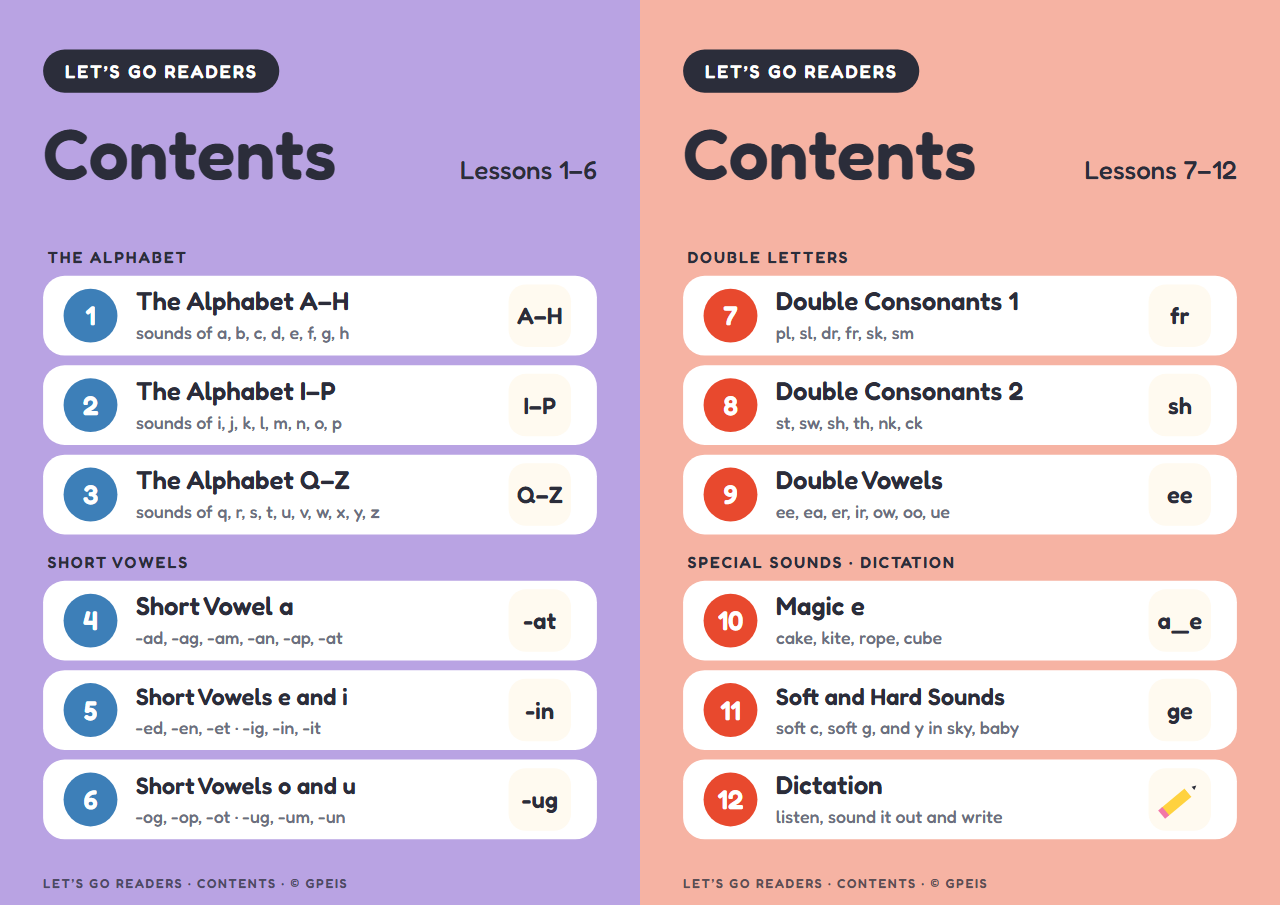 LET'S GO READERS
Contents
Lessons 1–6
THE ALPHABET
1
The Alphabet A–H
sounds of a, b, c, d, e, f, g, h
A–H
2
The Alphabet I–P
sounds of i, j, k, l, m, n, o, p
I–P
3
The Alphabet Q–Z
sounds of q, r, s, t, u, v, w, x, y, z
Q–Z
SHORT VOWELS
4
Short Vowel a
-ad, -ag, -am, -an, -ap, -at
-at
5
Short Vowels e and i
-ed, -en, -et · -ig, -in, -it
-in
6
Short Vowels o and u
-og, -op, -ot · -ug, -um, -un
-ug
LET'S GO READERS · CONTENTS · © GPEIS
LET'S GO READERS
Contents
Lessons 7–12
DOUBLE LETTERS
7
Double Consonants 1
pl, sl, dr, fr, sk, sm
fr
8
Double Consonants 2
st, sw, sh, th, nk, ck
sh
9
Double Vowels
ee, ea, er, ir, ow, oo, ue
ee
SPECIAL SOUNDS · DICTATION
10
Magic e
cake, kite, rope, cube
a_e
11
Soft and Hard Sounds
soft c, soft g, and y in sky, baby
ge
12
Dictation
listen, sound it out and write
LET'S GO READERS · CONTENTS · © GPEIS